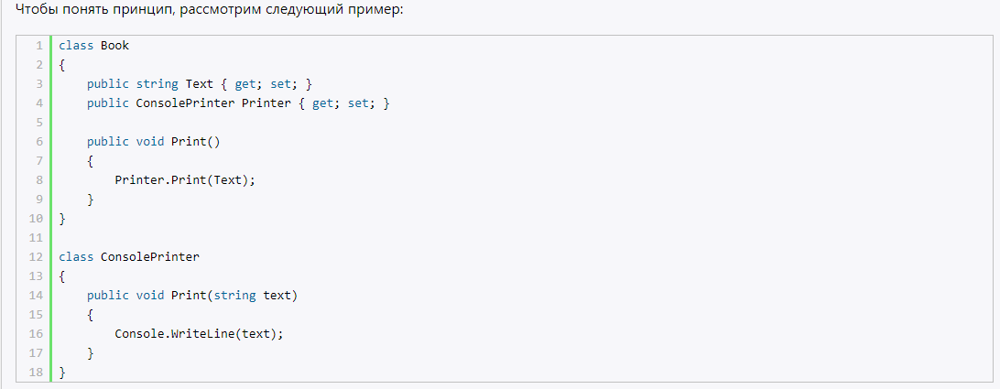 Чтобы понять принцип, рассмотрим следующий пример:
1 class Book
2 {
3     public string Text { get; set; }
4     public ConsolePrinter Printer { get; set; }
5
6     public void Print()
7     {
8         Printer.Print(Text);
9     }
10 }
11
12 class ConsolePrinter
13 {
14     public void Print(string text)
15     {
16         Console.WriteLine(text);
17     }
18 }